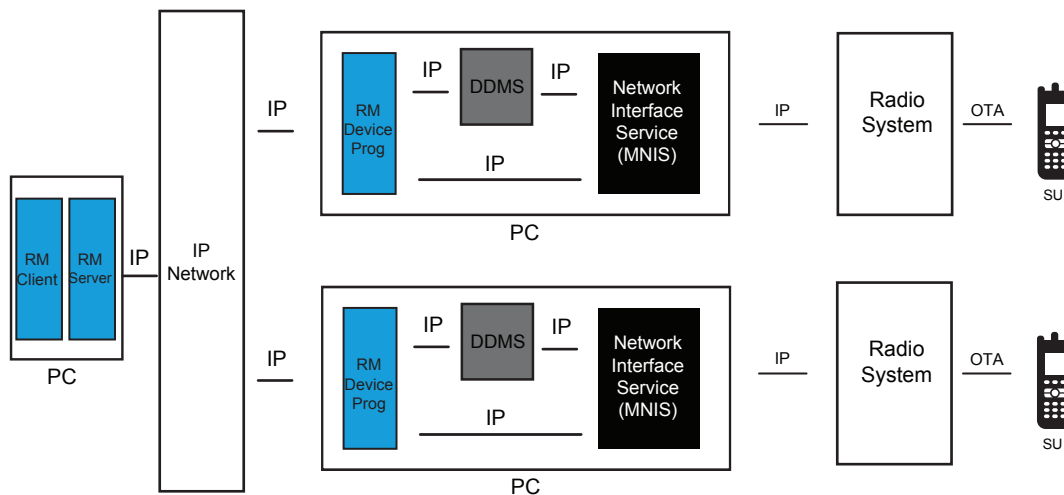 RM
Client
RM
Server
PC
IP
IP
Network
IP
RM
Device
Prog
IP
DDMS
IP
Network
Interface
Service
(MNIS)
IP
PC
IP
Radio
System
OTA
SU
IP
RM
Device
Prog
IP
DDMS
IP
Network
Interface
Service
(MNIS)
IP
PC
IP
Radio
System
OTA
SU